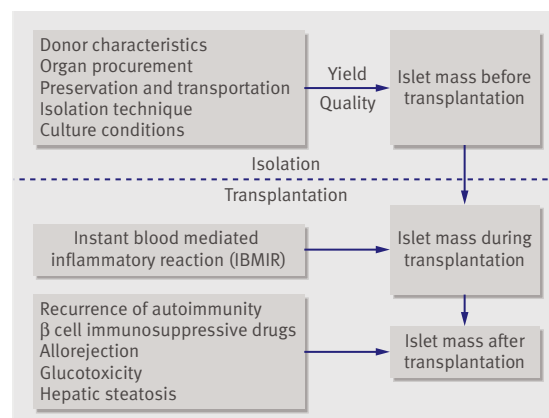 Donor characteristics
Organ procurement
Preservation and transportation
Isolation technique
Culture conditions
Yield
Quality
Islet mass before
transplantation
Isolation
Transplantation
Instant blood mediated
inflammatory reaction (IBMIR)
Islet mass during
transplantation
Recurrence of autoimmunity
β cell immunosuppressive drugs
Allorejection
Glucotoxicity
Hepatic steatosis
Islet mass after
transplantation